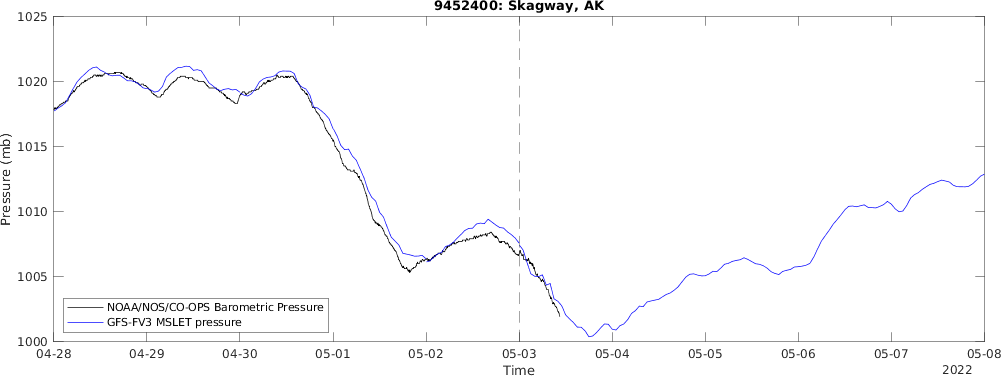 9452400: Skagway, AK
Pressure (mb)
1025
1020
1015
1010
1005
1000
NOAA/NOS/CO-OPS Barometric Pressure
GFS-FV3 MSLET pressure
04-28 04-29 04-30 05-01 05-02 05-03 05-04 05-05 05-06 05-07 05-08
Time
2022